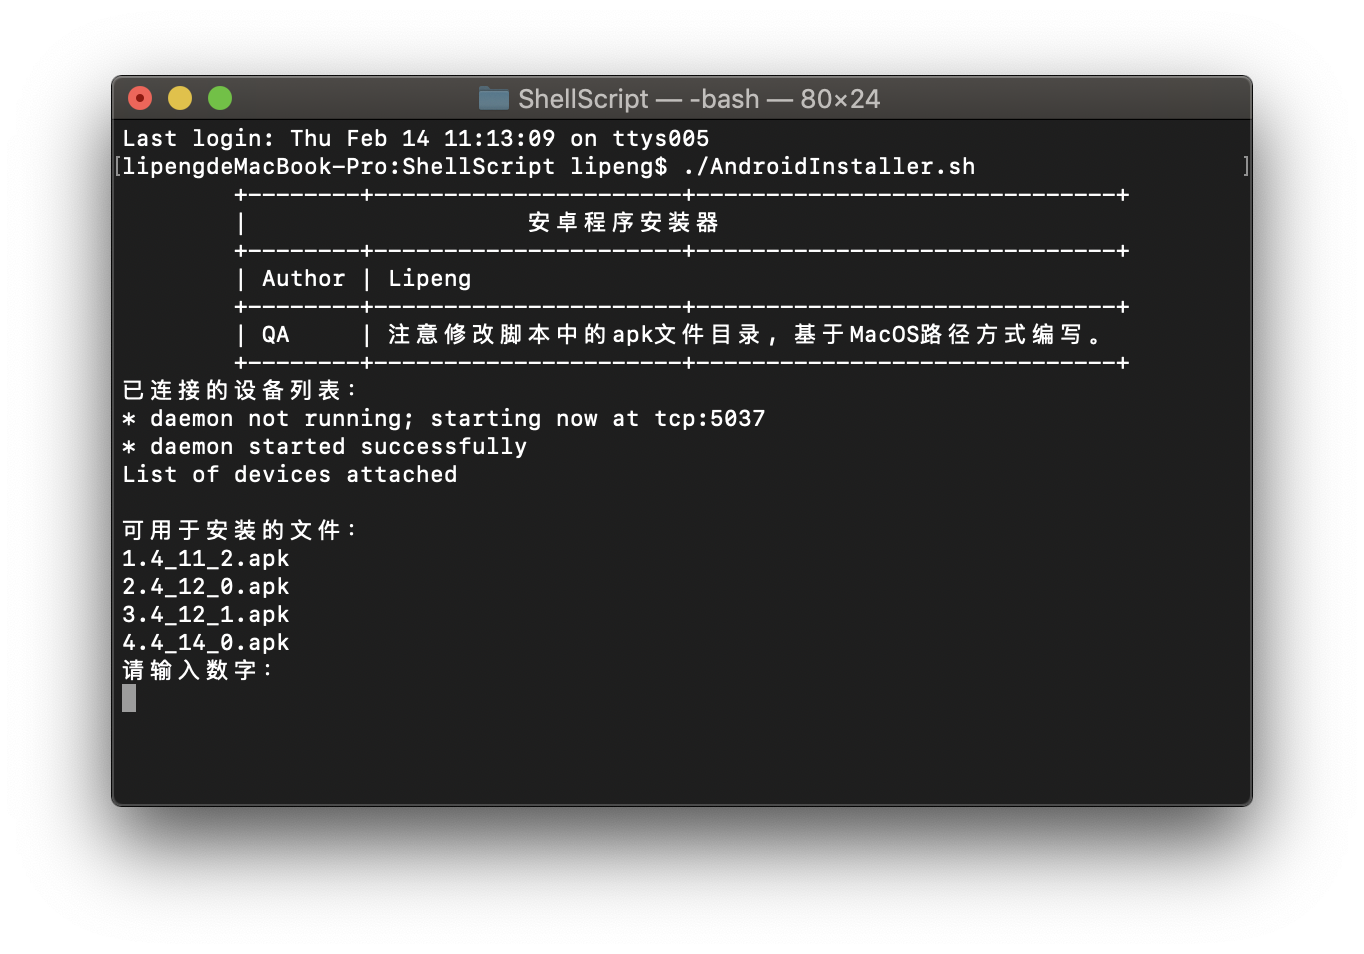 ShellScript — -bash — 80×24
Last login: Thu Feb 14 11:13:09 on ttys005
[lipengdeMacBook-Pro:ShellScript lipeng$ ./AndroidInstaller.sh ]
+--------+----------------------+------------------------------+
| 安卓程序安装器
+--------+----------------------+------------------------------+
| Author | Lipeng
+--------+----------------------+------------------------------+
| QA | 注意修改脚本中的apk文件目录，基于MacOS路径方式编写。
+--------+----------------------+------------------------------+
已连接的设备列表：
* daemon not running; starting now at tcp:5037
* daemon started successfully
List of devices attached
可用于安装的文件：
1.4_11_2.apk
2.4_12_0.apk
3.4_12_1.apk
4.4_14_0.apk
请输入数字：